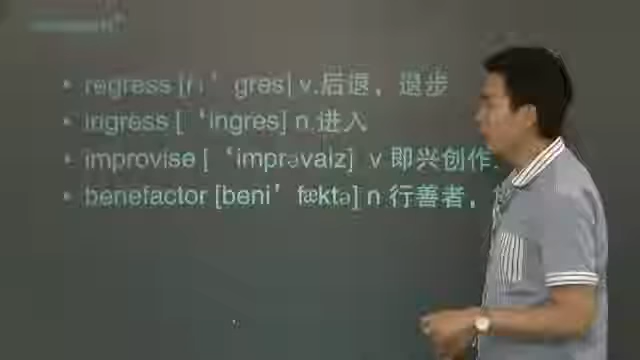 regress [ri' gres] v.后退，退步
ingress [ 'ingres] n.进入
improvise [ 'imprəvaiz] v 即兴创作
benefactor [beni' fæktə] n 行善者，